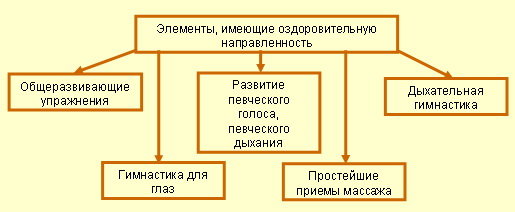 Элементы, имеющие оздоровительную
направленность
Общеразвивающие
упражнения
Развитие
певческого
голоса,
певческого
дыхания
Дыхательная
гимнастика
Гимнастика для
глаз
Простейшие
приемы массажа